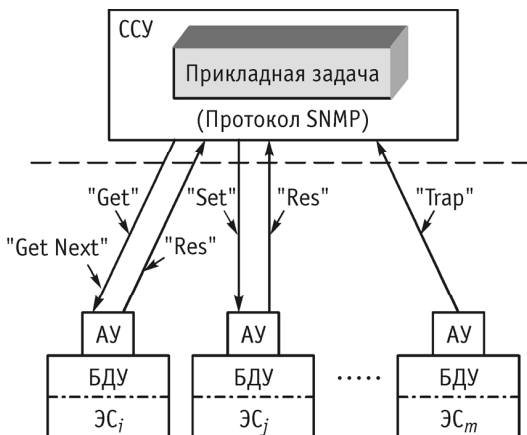 ССУ
Прикладная задача
(Протокол SNMP)
"Get" "Set" "Res" "Trap"
"Get Next" "Res"
АУ АУ АУ
БДУ БДУ ..... БДУ
ЭСi ЭСj ЭСm